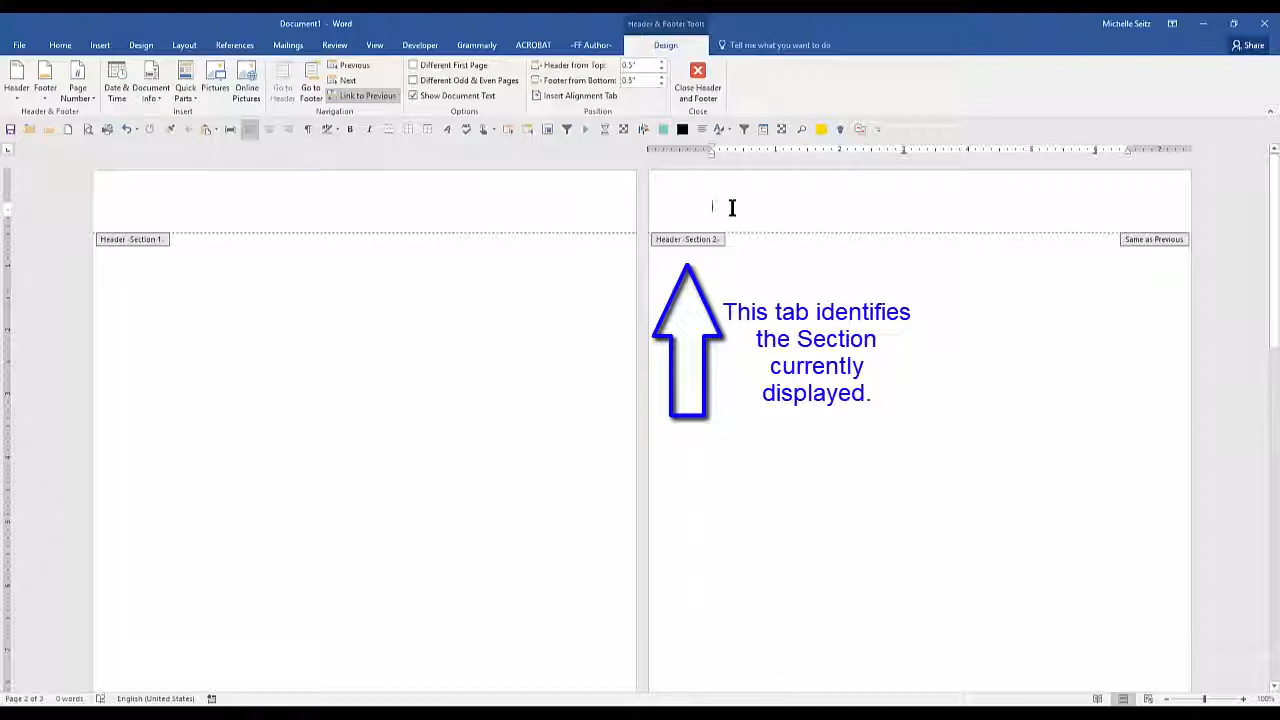 Document1 - Word
Header & Footer Tools
Michelle Seitz
File Home Insert Design Layout References Mailings Review View Developer Grammarly ACROBAT -FF Author- Design Tell me what you want to do Share
Previous
Next
Link to Previous
Different First Page
Different Odd & Even Pages
Show Document Text
Header from Top: 0.5"
Footer from Bottom: 0.5"
Insert Alignment Tab
Header Footer Page Number
Date & Time Document Info Quick Parts Pictures Online Pictures
Go to Header Go to Footer
Close Header and Footer
Header & Footer Insert Navigation Options Position Close
Header -Section 1-
Header -Section 2-
Same as Previous
This tab identifies
the Section
currently
displayed.
Page 2 of 3 0 words English (United States) 100%